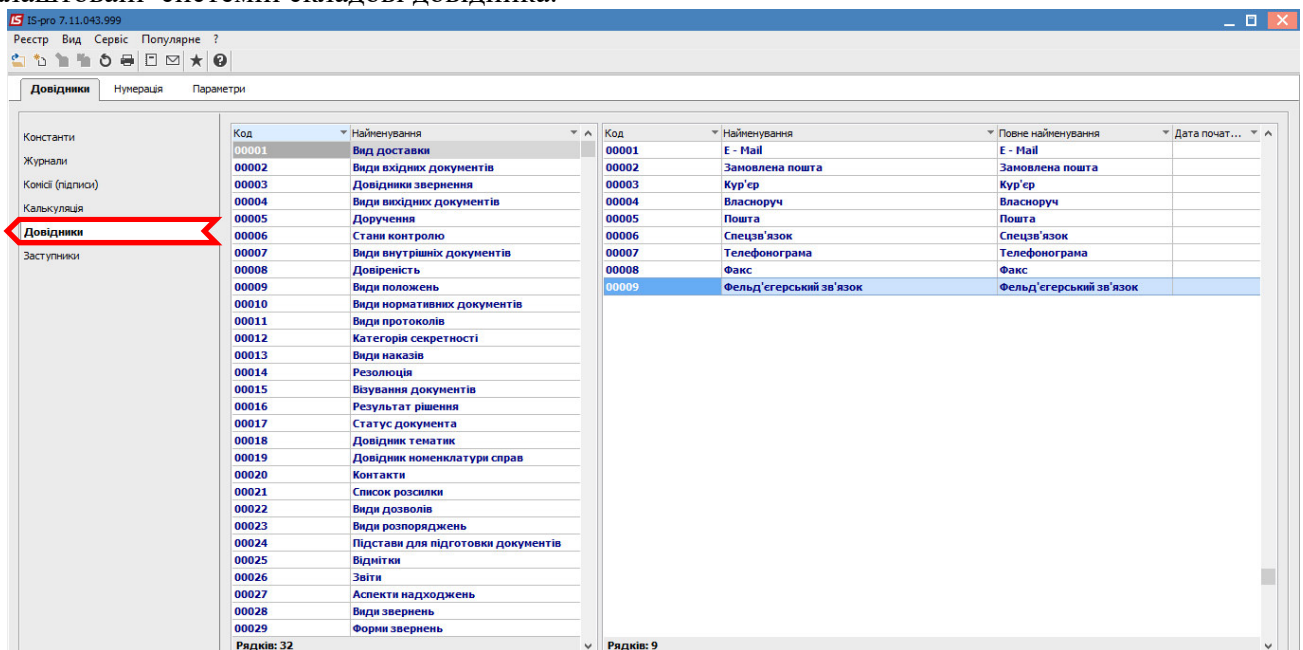 системи складові довідника.
IS-pro 7.11.043.999
Реєстр Вид Сервіс Популярне ?
Довідники Нумерація Параметри
Константи
Журнали
Комісії (підписи)
Калькуляція
Довідники
Заступники
Код Найменування
00001 Вид доставки
00002 Види вхідних документів
00003 Довідники звернення
00004 Види вихідних документів
00005 Доручення
00006 Стани контролю
00007 Види внутрішніх документів
00008 Довіреність
00009 Види положень
00010 Види нормативних документів
00011 Види протоколів
00012 Категорія секретності
00013 Види наказів
00014 Резолюція
00015 Візування документів
00016 Результат рішення
00017 Статус документа
00018 Довідник тематик
00019 Довідник номенклатури справ
00020 Контакти
00021 Список розсилки
00022 Види дозволів
00023 Види розпоряджень
00024 Підстави для підготовки документів
00025 Відмітки
00026 Звіти
00027 Аспекти надходжень
00028 Види звернень
00029 Форми звернень
Рядків: 32
Код Найменування Повне найменування Дата почат...
00001 E - Mail E - Mail
00002 Замовлена пошта Замовлена пошта
00003 Кур'єр Кур'єр
00004 Власноруч Власноруч
00005 Пошта Пошта
00006 Спецзв'язок Спецзв'язок
00007 Телефонограма Телефонограма
00008 Факс Факс
00009 Фельд'єгерський зв'язок Фельд'єгерський зв'язок
Рядків: 9